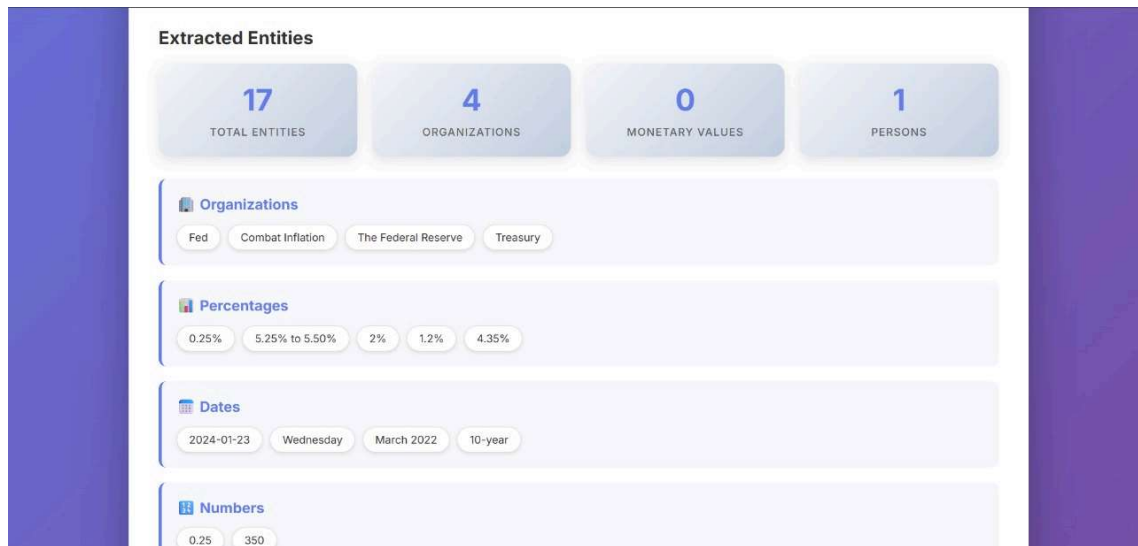 Extracted Entities
17 4 0 1
TOTAL ENTITIES ORGANIZATIONS MONETARY VALUES PERSONS
Organizations
Fed Combat Inflation The Federal Reserve Treasury
Percentages
0.25% 5.25% to 5.50% 2% 1.2% 4.35%
Dates
2024-01-23 Wednesday March 2022 10-year
Numbers
0.25 350